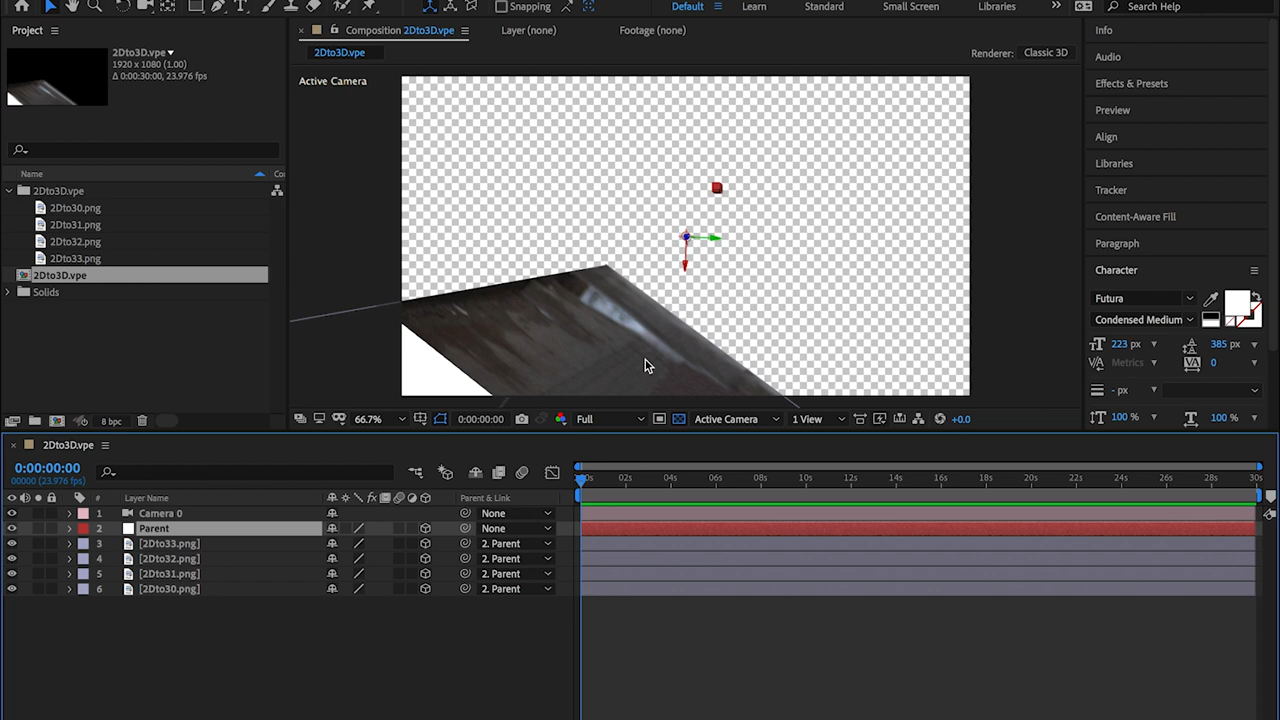 Snapping
Default
Learn
Standard
Small Screen
Libraries
Search Help
Project
Composition 2Dto3D.vpe
Layer (none)
Footage (none)
Info
2Dto3D.vpe
1920 x 1080 (1.00)
Δ 0:00:30:00, 23.976 fps
2Dto3D.vpe
Renderer: Classic 3D
Audio
Active Camera
Effects & Presets
Preview
Align
Libraries
Name
Tracker
2Dto3D.vpe
2Dto30.png
2Dto31.png
2Dto32.png
2Dto33.png
2Dto3D.vpe
Solids
Content-Aware Fill
Paragraph
Character
Futura
Condensed Medium
223 px
385 px
Metrics
0
- px
100 %
100 %
8 bpc
66.7%
0:00:00:00
Full
Active Camera
1 View
+0.0
2Dto3D.vpe
0:00:00:00
00000 (23.976 fps)
02s 04s 06s 08s 10s 12s 14s 16s 18s 20s 22s 24s 26s 28s 30s
# Layer Name Parent & Link
1 Camera 0 None
2 Parent None
3 [2Dto33.png] 2. Parent
4 [2Dto32.png] 2. Parent
5 [2Dto31.png] 2. Parent
6 [2Dto30.png] 2. Parent